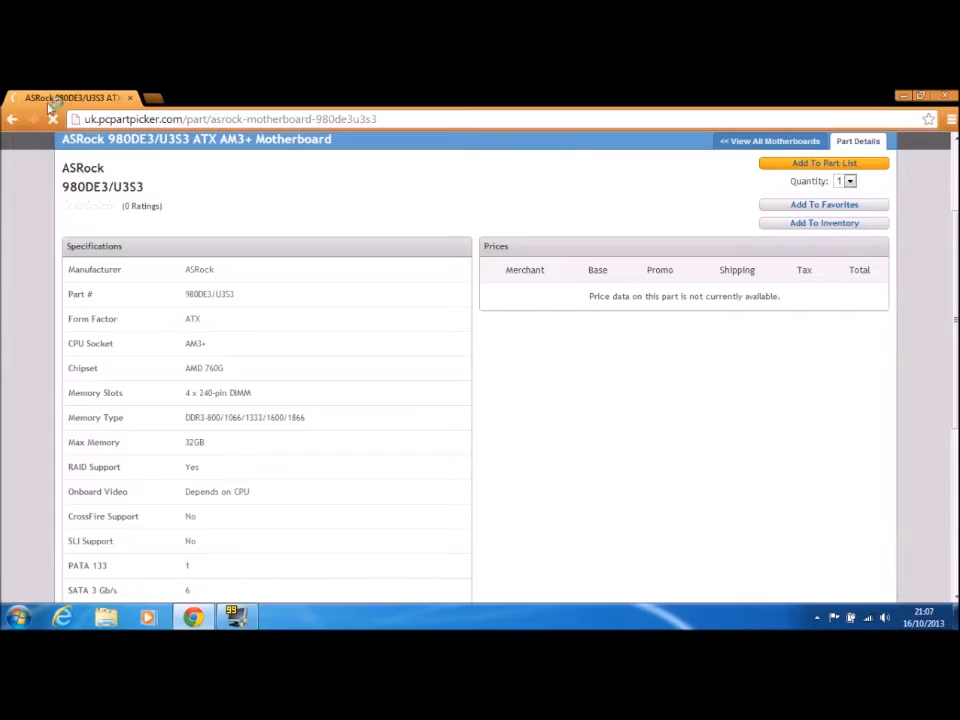 ASRock 980DE3/U3S3 ATX
uk.pcpartpicker.com/part/asrock-motherboard-980de3u3s3
ASRock 980DE3/U3S3 ATX AM3+ Motherboard
<< View All Motherboards
Part Details
ASRock
980DE3/U3S3
(0 Ratings)
Add To Part List
Quantity: 1
Add To Favorites
Add To Inventory
Specifications
Manufacturer ASRock
Part # 980DE3/U3S3
Form Factor ATX
CPU Socket AM3+
Chipset AMD 760G
Memory Slots 4 x 240-pin DIMM
Memory Type DDR3-800/1066/1333/1600/1866
Max Memory 32GB
RAID Support Yes
Onboard Video Depends on CPU
CrossFire Support No
SLI Support No
PATA 133 1
SATA 3 Gb/s 6
Prices
Merchant Base Promo Shipping Tax Total
Price data on this part is not currently available.
99
21:07
16/10/2013